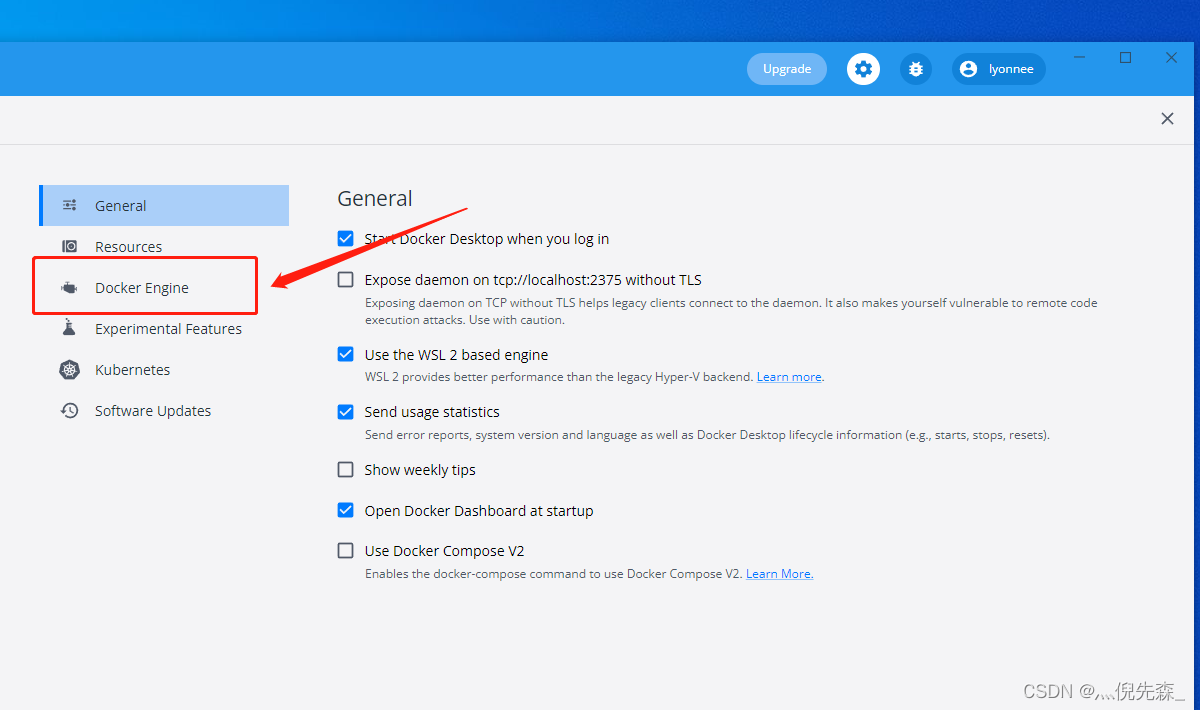 Upgrade
lyonnee
General
Resources
Docker Engine
Experimental Features
Kubernetes
Software Updates
General
Start Docker Desktop when you log in
Expose daemon on tcp://localhost:2375 without TLS
Exposing daemon on TCP without TLS helps legacy clients connect to the daemon. It also makes yourself vulnerable to remote code
execution attacks. Use with caution.
Use the WSL 2 based engine
WSL 2 provides better performance than the legacy Hyper-V backend. Learn more.
Send usage statistics
Send error reports, system version and language as well as Docker Desktop lifecycle information (e.g., starts, stops, resets).
Show weekly tips
Open Docker Dashboard at startup
Use Docker Compose V2
Enables the docker-compose command to use Docker Compose V2. Learn More.
CSDN @灬倪先森_